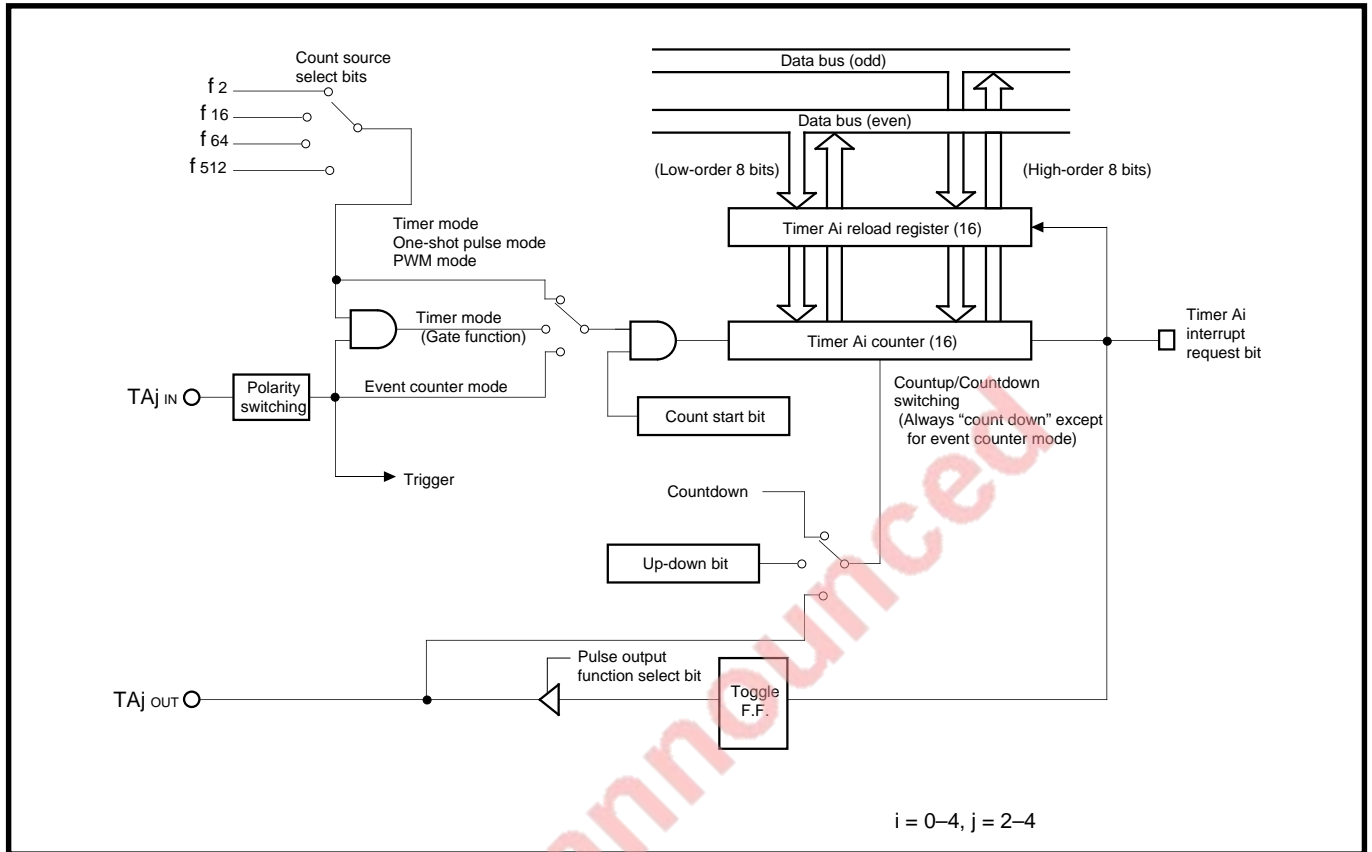 Count source
select bits
f 2
f 16
f 64
f 512
Data bus (odd)
Data bus (even)
(Low-order 8 bits)
(High-order 8 bits)
Timer Ai reload register (16)
Timer mode
One-shot pulse mode
PWM mode
Timer mode
(Gate function)
Timer Ai counter (16)
Timer Ai
interrupt
request bit
TAj IN
Polarity
switching
Event counter mode
Count start bit
Countup/Countdown
switching
(Always “count down” except
for event counter mode)
Trigger
Countdown
Up-down bit
Pulse output
function select bit
TAj OUT
Toggle
F.F.
i = 0–4, j = 2–4
announced